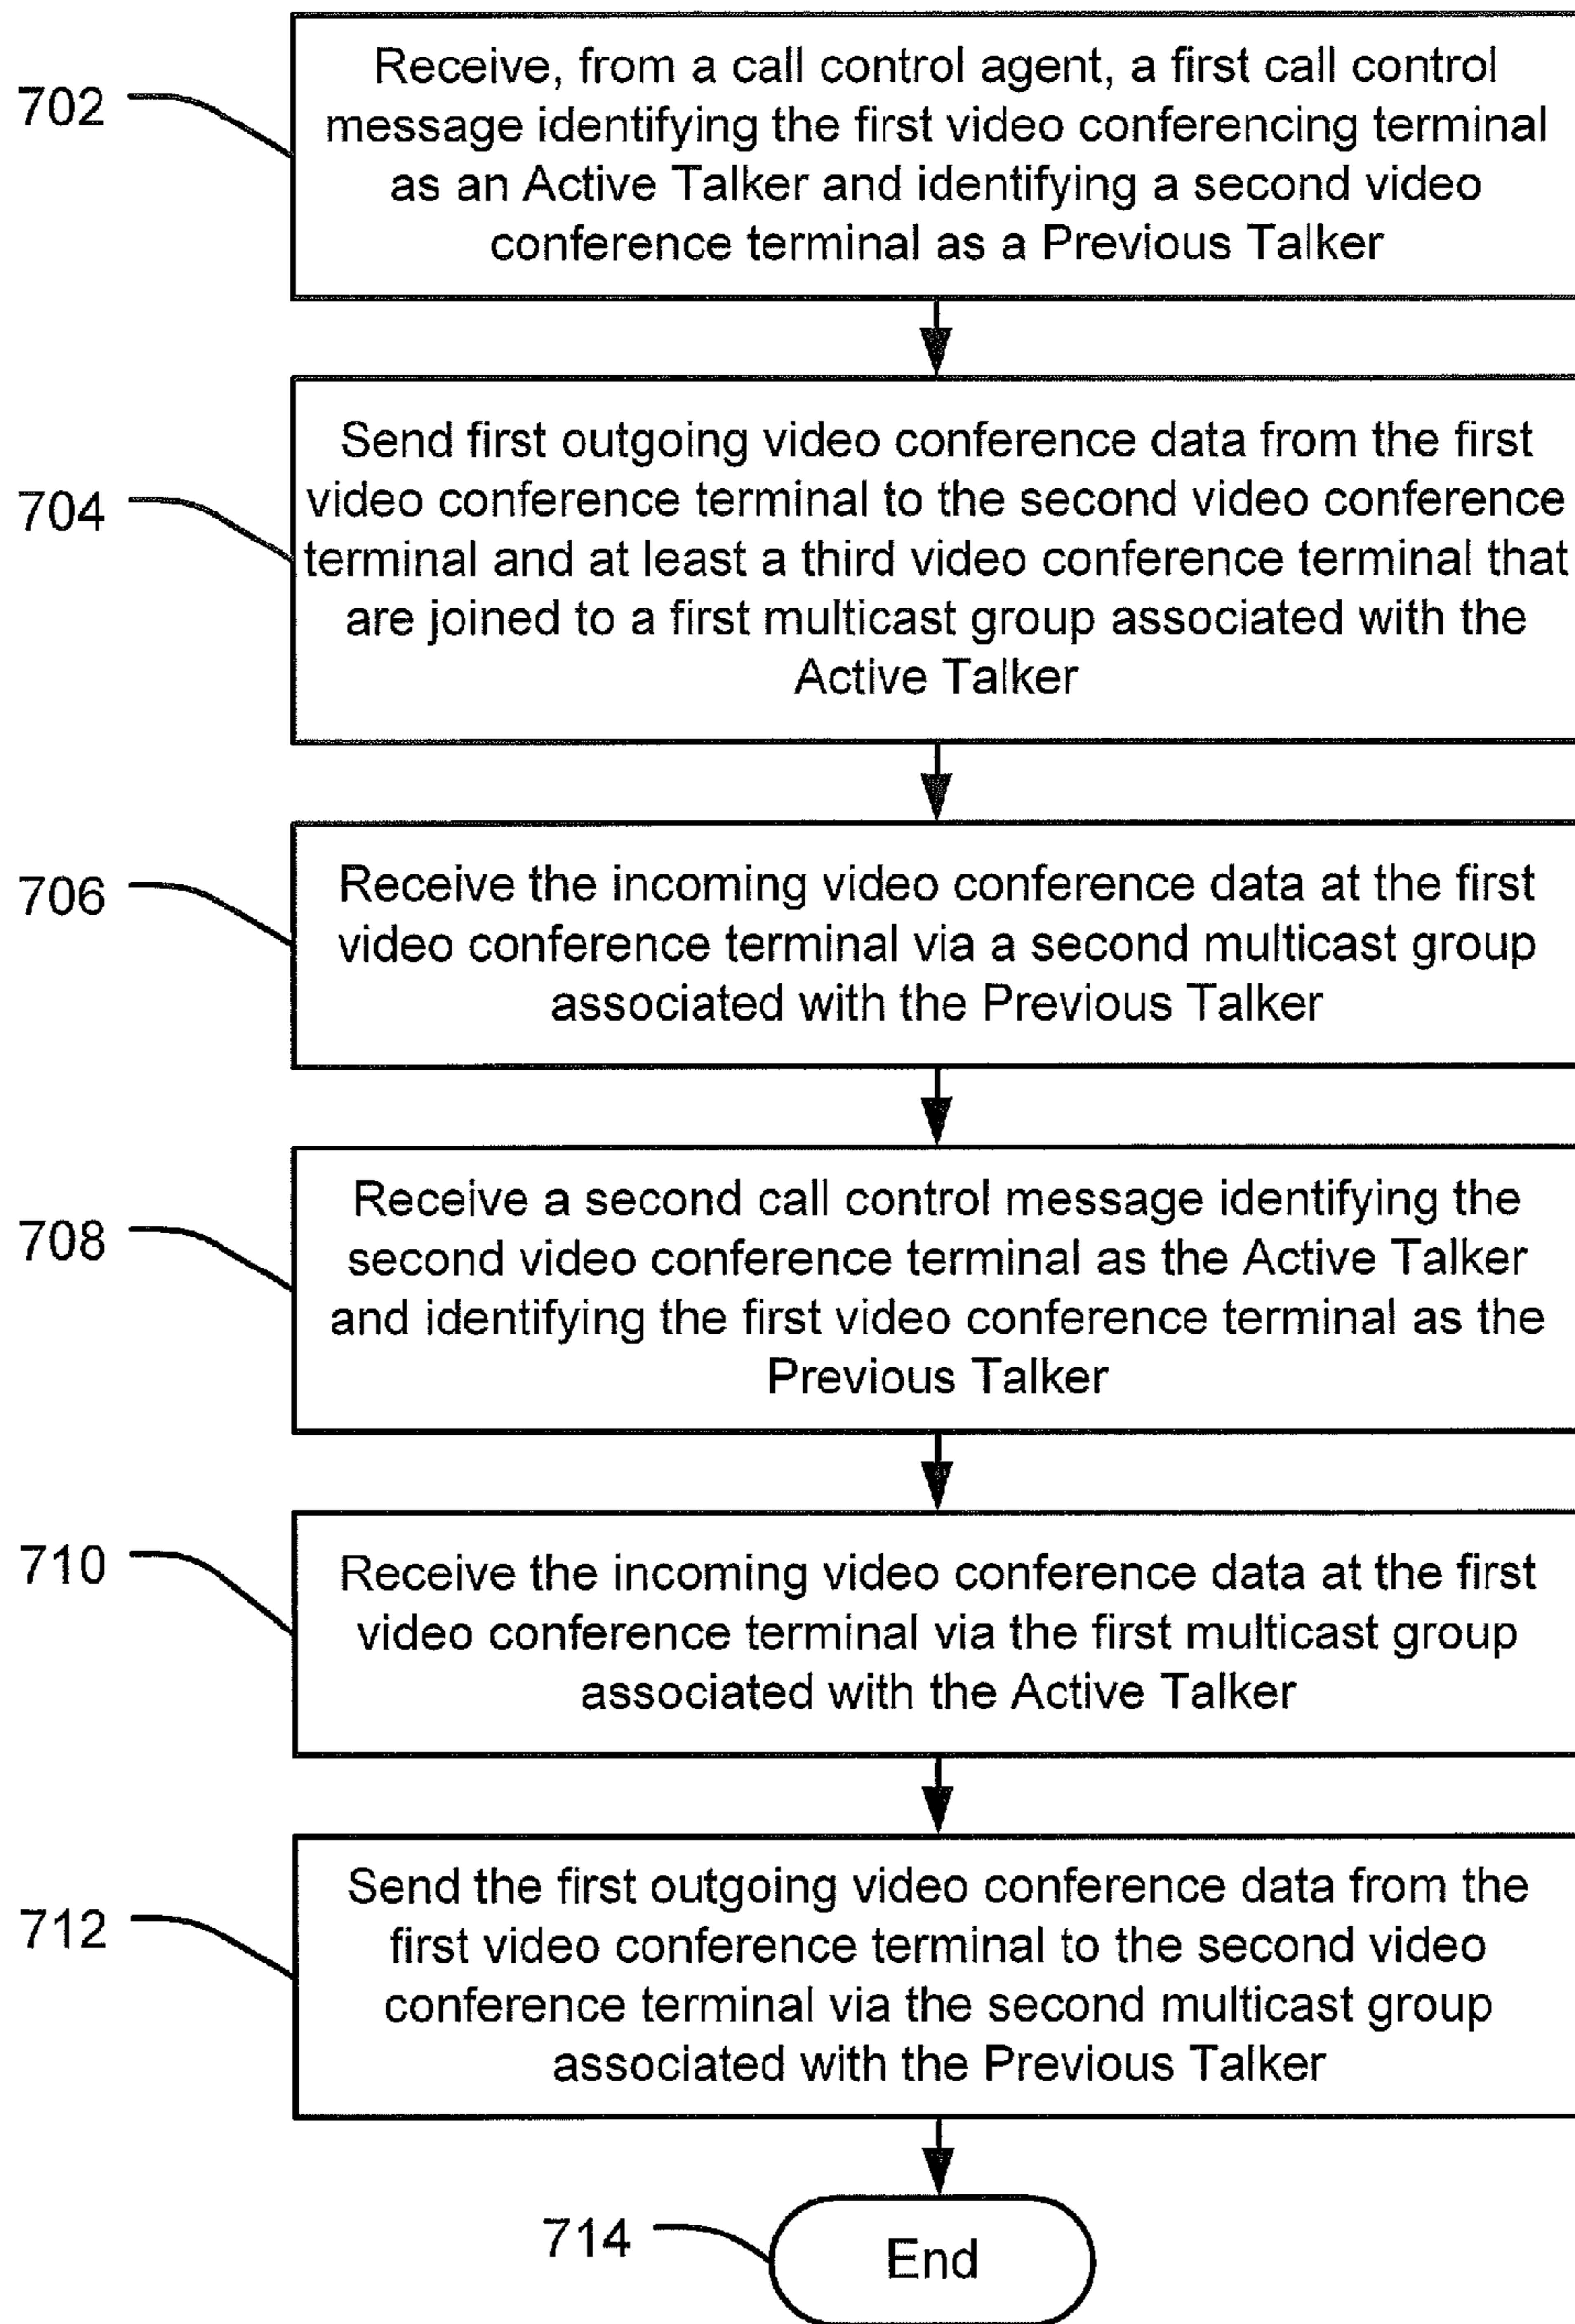 702
Receive, from a call control agent, a first call control
message identifying the first video conferencing terminal
as an Active Talker and identifying a second video
conference terminal as a Previous Talker
704
Send first outgoing video conference data from the first
video conference terminal to the second video conference
terminal and at least a third video conference terminal that
are joined to a first multicast group associated with the
Active Talker
706
Receive the incoming video conference data at the first
video conference terminal via a second multicast group
associated with the Previous Talker
708
Receive a second call control message identifying the
second video conference terminal as the Active Talker
and identifying the first video conference terminal as the
Previous Talker
710
Receive the incoming video conference data at the first
video conference terminal via the first multicast group
associated with the Active Talker
712
Send the first outgoing video conference data from the
first video conference terminal to the second video
conference terminal via the second multicast group
associated with the Previous Talker
714
End